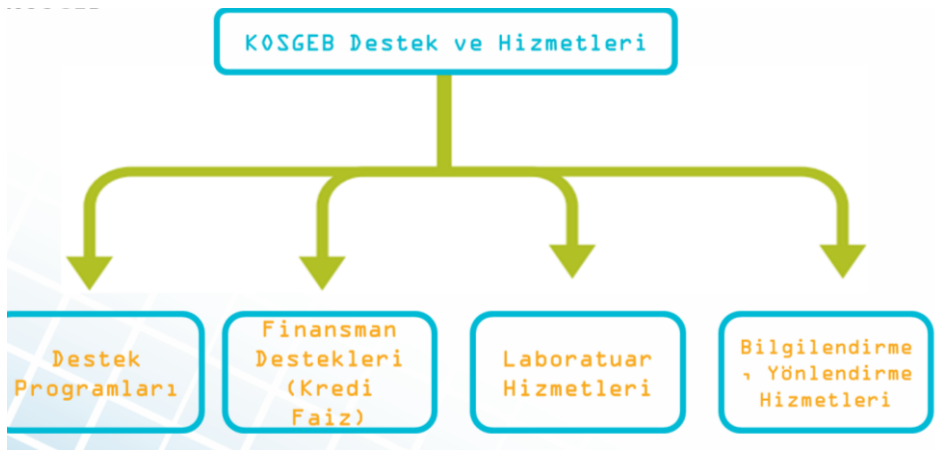 KOSGEB Destek ve Hizmetleri
Destek
Programları
Finansman
Destekleri
(Kredi
Faiz)
Laboratuar
Hizmetleri
Bilgilendirme
, Yönlendirme
Hizmetleri